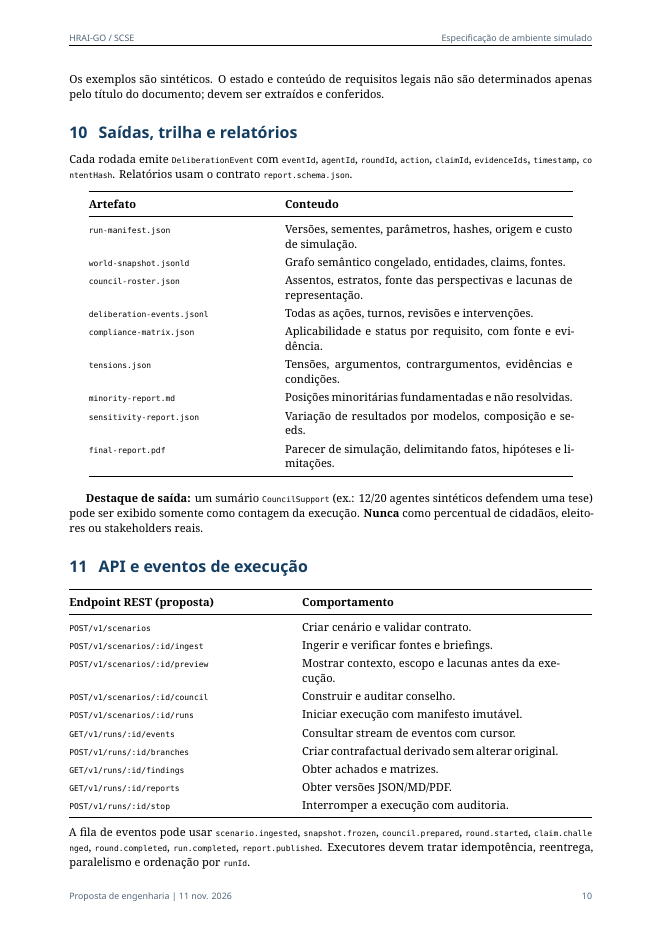 HRAI-GO / SCSE Especificação de ambiente simulado
Os exemplos são sintéticos. O estado e conteúdo de requisitos legais não são determinados apenas
pelo título do documento; devem ser extraídos e conferidos.
10 Saídas, trilha e relatórios
Cada rodada emite DeliberationEvent com eventId, agentId, roundId, action, claimId, evidenceIds, timestamp, co
ntentHash. Relatórios usam o contrato report.schema.json.
Artefato Conteudo
run-manifest.json Versões, sementes, parâmetros, hashes, origem e custo
de simulação.
world-snapshot.jsonld Grafo semântico congelado, entidades, claims, fontes.
council-roster.json Assentos, estratos, fonte das perspectivas e lacunas de
representação.
deliberation-events.jsonl Todas as ações, turnos, revisões e intervenções.
compliance-matrix.json Aplicabilidade e status por requisito, com fonte e evi-
dência.
tensions.json Tensões, argumentos, contrargumentos, evidências e
condições.
minority-report.md Posições minoritárias fundamentadas e não resolvidas.
sensitivity-report.json Variação de resultados por modelos, composição e se-
eds.
final-report.pdf Parecer de simulação, delimitando fatos, hipóteses e li-
mitações.
Destaque de saída: um sumário CouncilSupport (ex.: 12/20 agentes sintéticos defendem uma tese)
pode ser exibido somente como contagem da execução. Nunca como percentual de cidadãos, eleito-
res ou stakeholders reais.
11 API e eventos de execução
Endpoint REST (proposta) Comportamento
POST/v1/scenarios Criar cenário e validar contrato.
POST/v1/scenarios/:id/ingest Ingerir e verificar fontes e briefings.
POST/v1/scenarios/:id/preview Mostrar contexto, escopo e lacunas antes da exe-
cução.
POST/v1/scenarios/:id/council Construir e auditar conselho.
POST/v1/scenarios/:id/runs Iniciar execução com manifesto imutável.
GET/v1/runs/:id/events Consultar stream de eventos com cursor.
POST/v1/runs/:id/branches Criar contrafactual derivado sem alterar original.
GET/v1/runs/:id/findings Obter achados e matrizes.
GET/v1/runs/:id/reports Obter versões JSON/MD/PDF.
POST/v1/runs/:id/stop Interromper a execução com auditoria.
A fila de eventos pode usar scenario.ingested, snapshot.frozen, council.prepared, round.started, claim.challe
nged, round.completed, run.completed, report.published. Executores devem tratar idempotência, reentrega,
paralelismo e ordenação por runId.
Proposta de engenharia | 11 nov. 2026 10